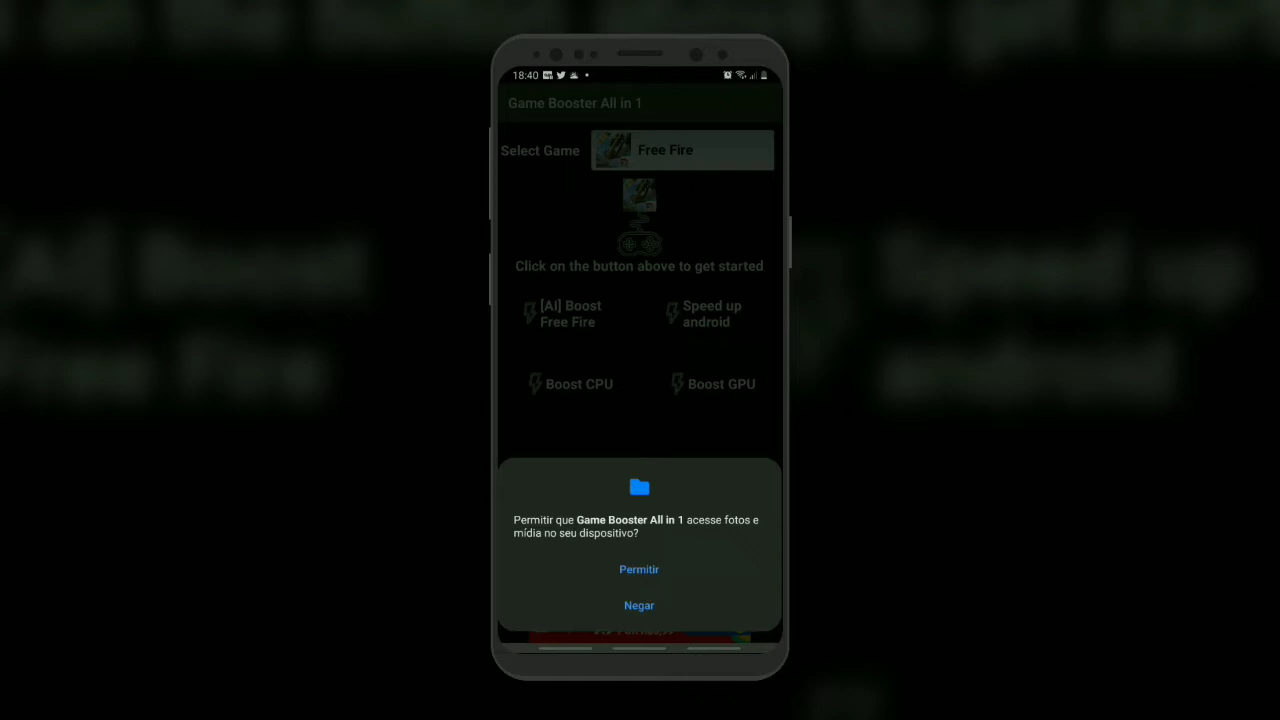 18:40
Game Booster All in 1
Select Game
Free Fire
Click on the button above to get started
[AI] Boost
Free Fire
Speed up
android
Boost CPU
Boost GPU
Permitir que Game Booster All in 1 acesse fotos e
mídia no seu dispositivo?
Permitir
Negar